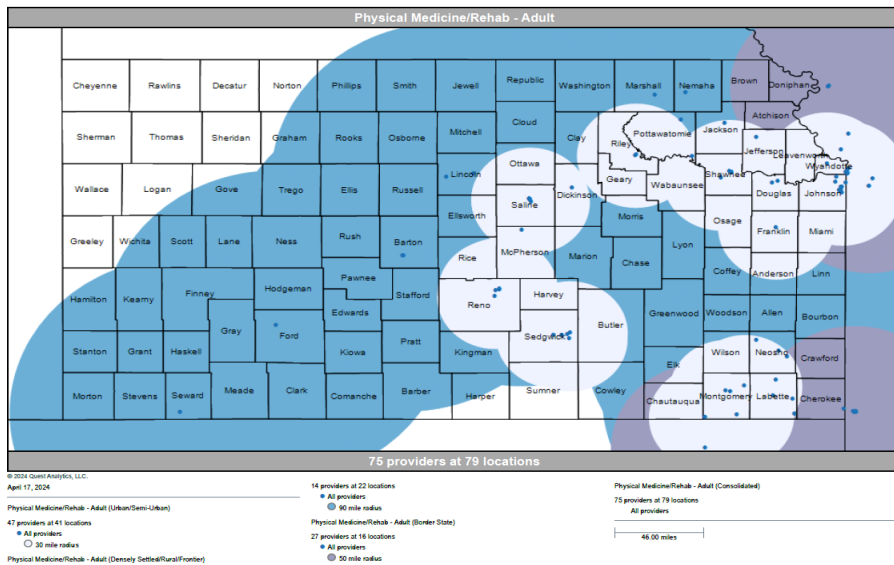 Physical Medicine/Rehab - Adult
Cheyenne Rawlins Decatur Norton Phillips Smith Jewell Republic Washington Marshall Nemaha Brown Doniphan
Atchison
Sherman Thomas Sheridan Graham Rooks Osborne Mitchell Cloud Clay Riley Pottawatomie Jackson
Jefferson Leavenworth
Wyandotte
Ottawa
Wallace Logan Gove Trego Ellis Russell Lincoln Dickinson Geary Wabaunsee Shawnee Douglas Johnson
Saline
Ellsworth Morris Osage
Greeley Wichita Scott Lane Ness Rush Barton McPherson Marion Chase Lyon Franklin Miami
Rice
Hamilton Kearny Finney Hodgeman Pawnee Stafford Reno Harvey Coffey Anderson Linn
Gray Ford Edwards Sedgwick Butler Greenwood Woodson Allen Bourbon
Stanton Grant Haskell Kiowa Pratt Kingman Elk Wilson Neosho Crawford
Morton Stevens Seward Meade Clark Comanche Barber Harper Sumner Cowley Chautauqua Montgomery Labette Cherokee
75 providers at 79 locations
© 2024 Quest Analytics, LLC.
April 17, 2024
Physical Medicine/Rehab - Adult (Urban/Semi-Urban)
47 providers at 41 locations
All providers
30 mile radius
Physical Medicine/Rehab - Adult (Densely Settled/Rural/Frontier)
14 providers at 22 locations
All providers
90 mile radius
Physical Medicine/Rehab - Adult (Border State)
27 providers at 16 locations
All providers
50 mile radius
Physical Medicine/Rehab - Adult (Consolidated)
75 providers at 79 locations
All providers
46.00 miles